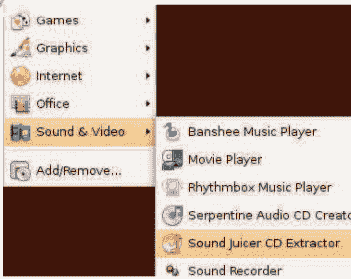 Games
Graphics
Internet
Office
Sound & Video
Add/Remove...
Banshee Music Player
Movie Player
Rhythmbox Music Player
Serpentine Audio CD Creato
Sound Juicer CD Extractor
Sound Recorder